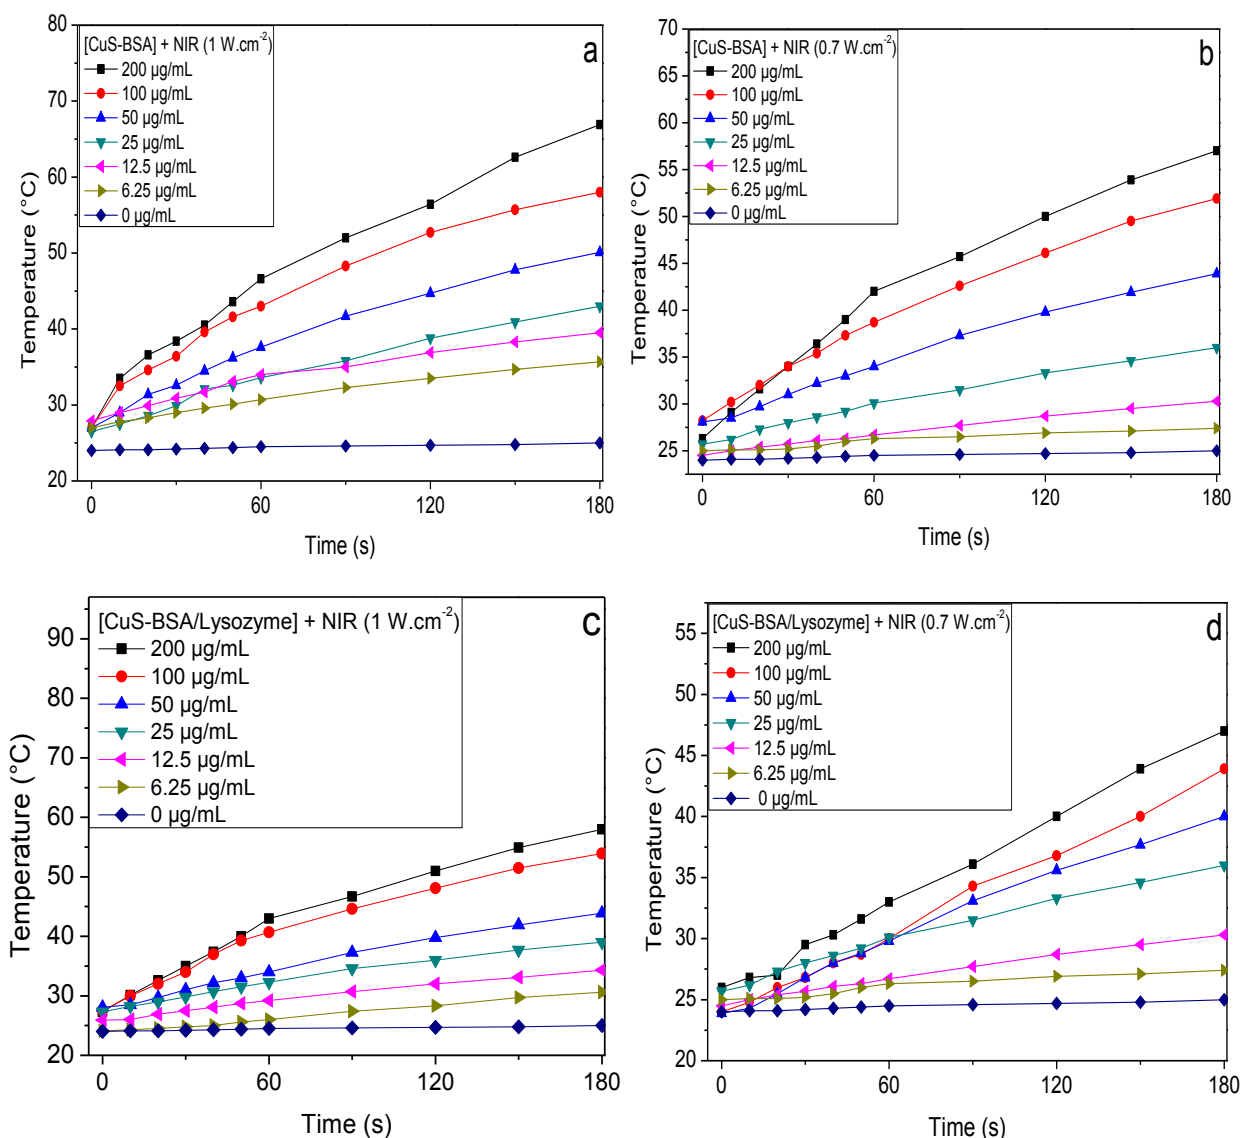 a
[CuS-BSA] + NIR (1 W.cm⁻²)
200 µg/mL
100 µg/mL
50 µg/mL
25 µg/mL
12.5 µg/mL
6.25 µg/mL
0 µg/mL
80
70
60
50
40
30
20
Temperature (°C)
0
60
120
180
Time (s)
b
[CuS-BSA] + NIR (0.7 W.cm⁻²)
200 µg/mL
100 µg/mL
50 µg/mL
25 µg/mL
12.5 µg/mL
6.25 µg/mL
0 µg/mL
70
65
60
55
50
45
40
35
30
25
Temperature (°C)
0
60
120
180
Time (s)
c
[CuS-BSA/Lysozyme] + NIR (1 W.cm⁻²)
200 µg/mL
100 µg/mL
50 µg/mL
25 µg/mL
12.5 µg/mL
6.25 µg/mL
0 µg/mL
90
80
70
60
50
40
30
20
Temperature (°C)
0
60
120
180
Time (s)
d
[CuS-BSA/Lysozyme] + NIR (0.7 W.cm⁻²)
200 µg/mL
100 µg/mL
50 µg/mL
25 µg/mL
12.5 µg/mL
6.25 µg/mL
0 µg/mL
55
50
45
40
35
30
25
20
Temperature (°C)
0
60
120
180
Time (s)